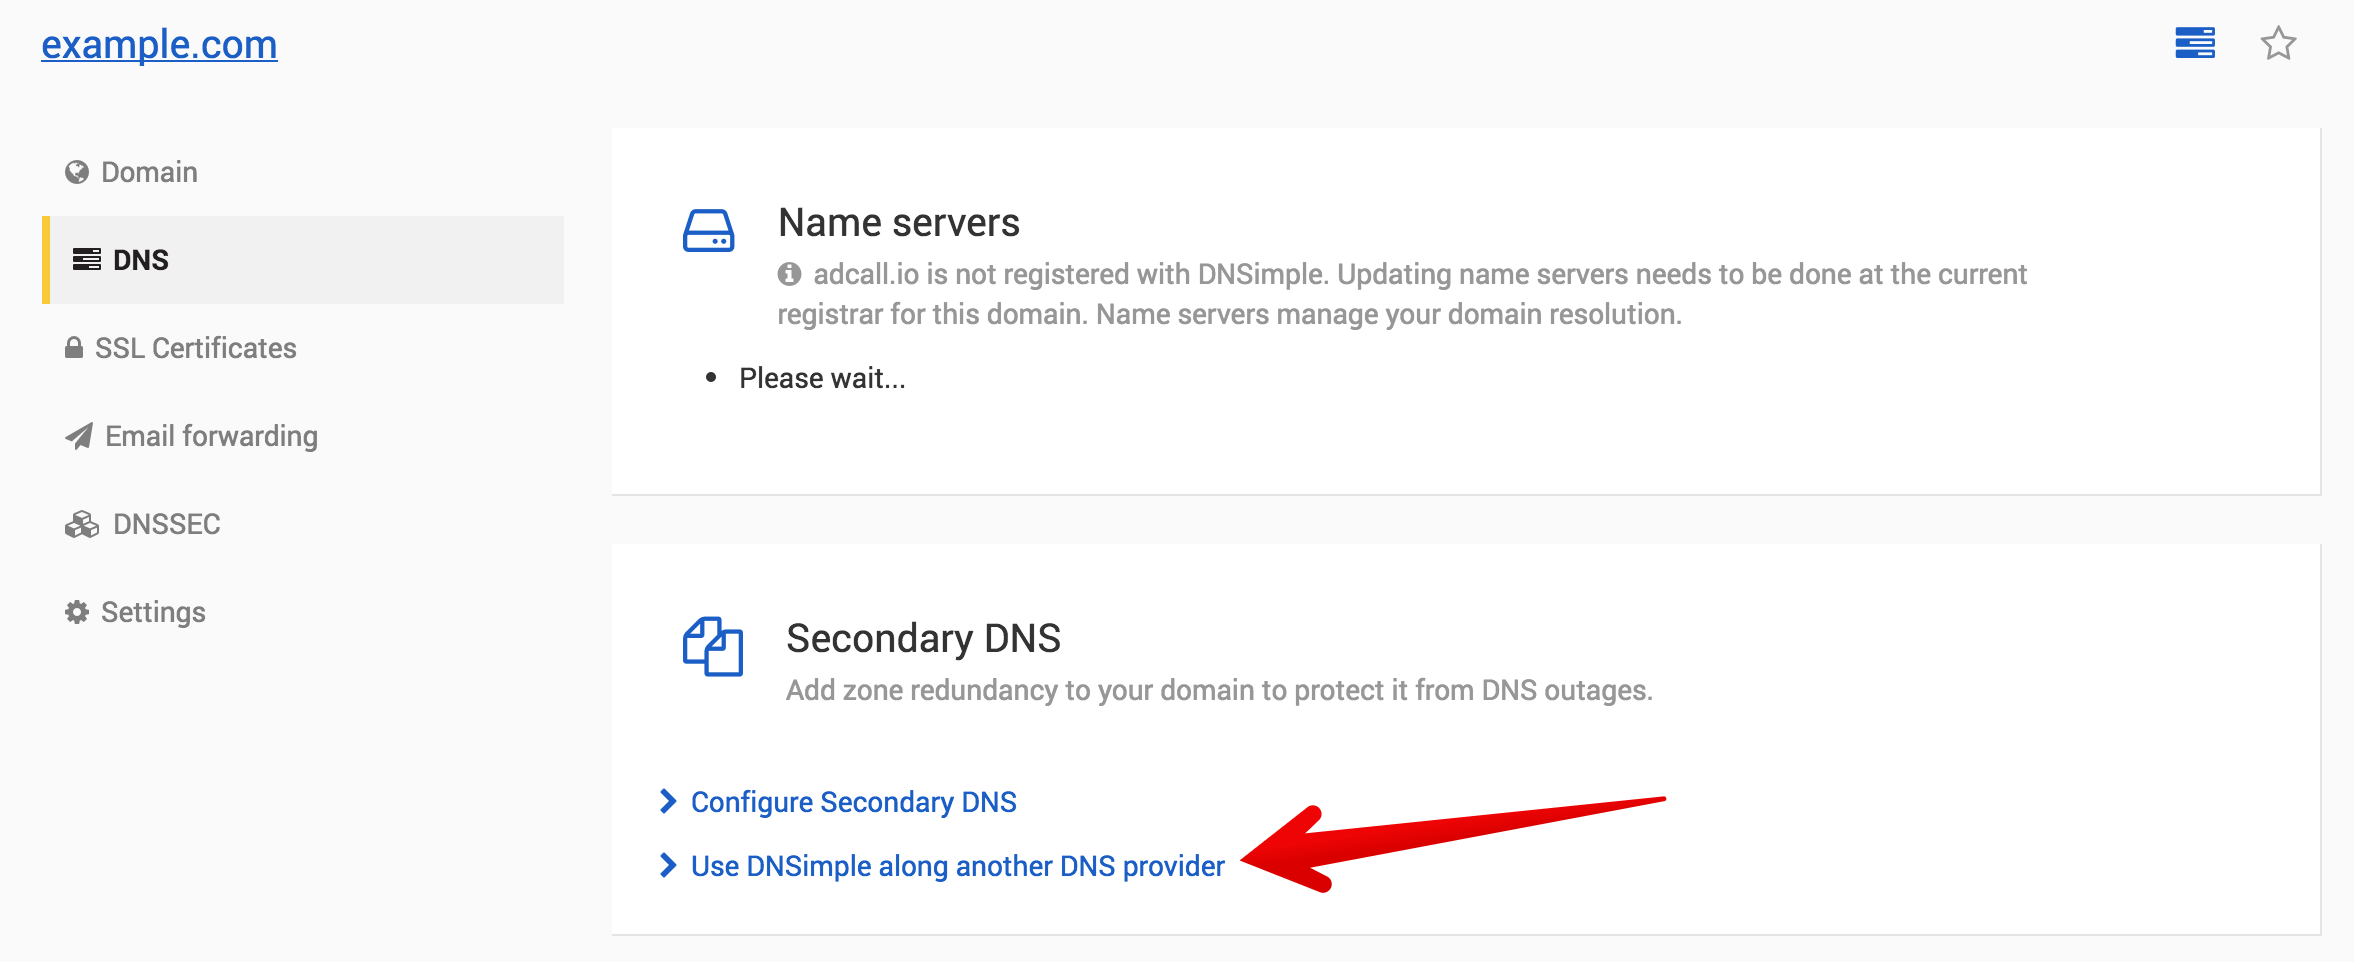 example.com
Domain
DNS
SSL Certificates
Email forwarding
DNSSEC
Settings
Name servers
adcall.io is not registered with DNSimple. Updating name servers needs to be done at the current
registrar for this domain. Name servers manage your domain resolution.
Please wait...
Secondary DNS
Add zone redundancy to your domain to protect it from DNS outages.
Configure Secondary DNS
Use DNSimple along another DNS provider